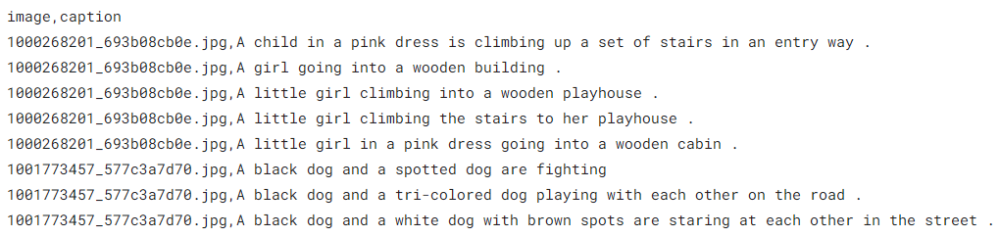 image,caption
1000268201_693b08cb0e.jpg,A child in a pink dress is climbing up a set of stairs in an entry way .
1000268201_693b08cb0e.jpg,A girl going into a wooden building .
1000268201_693b08cb0e.jpg,A little girl climbing into a wooden playhouse .
1000268201_693b08cb0e.jpg,A little girl climbing the stairs to her playhouse .
1000268201_693b08cb0e.jpg,A little girl in a pink dress going into a wooden cabin .
1001773457_577c3a7d70.jpg,A black dog and a spotted dog are fighting
1001773457_577c3a7d70.jpg,A black dog and a tri-colored dog playing with each other on the road .
1001773457_577c3a7d70.jpg,A black dog and a white dog with brown spots are staring at each other in the street .